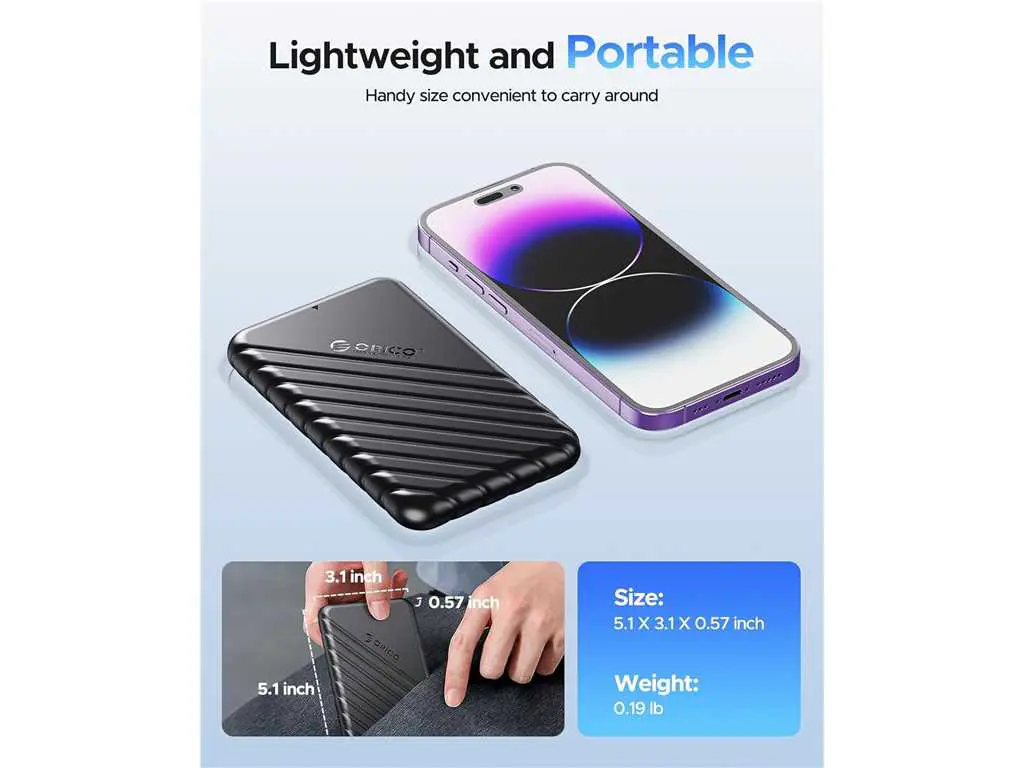 Lightweight and Portable
Handy size convenient to carry around
ORICO
3.1 inch
0.57 inch
ORICO
5.1 inch
Size:
5.1 X 3.1 X 0.57 inch
Weight:
0.19 lb